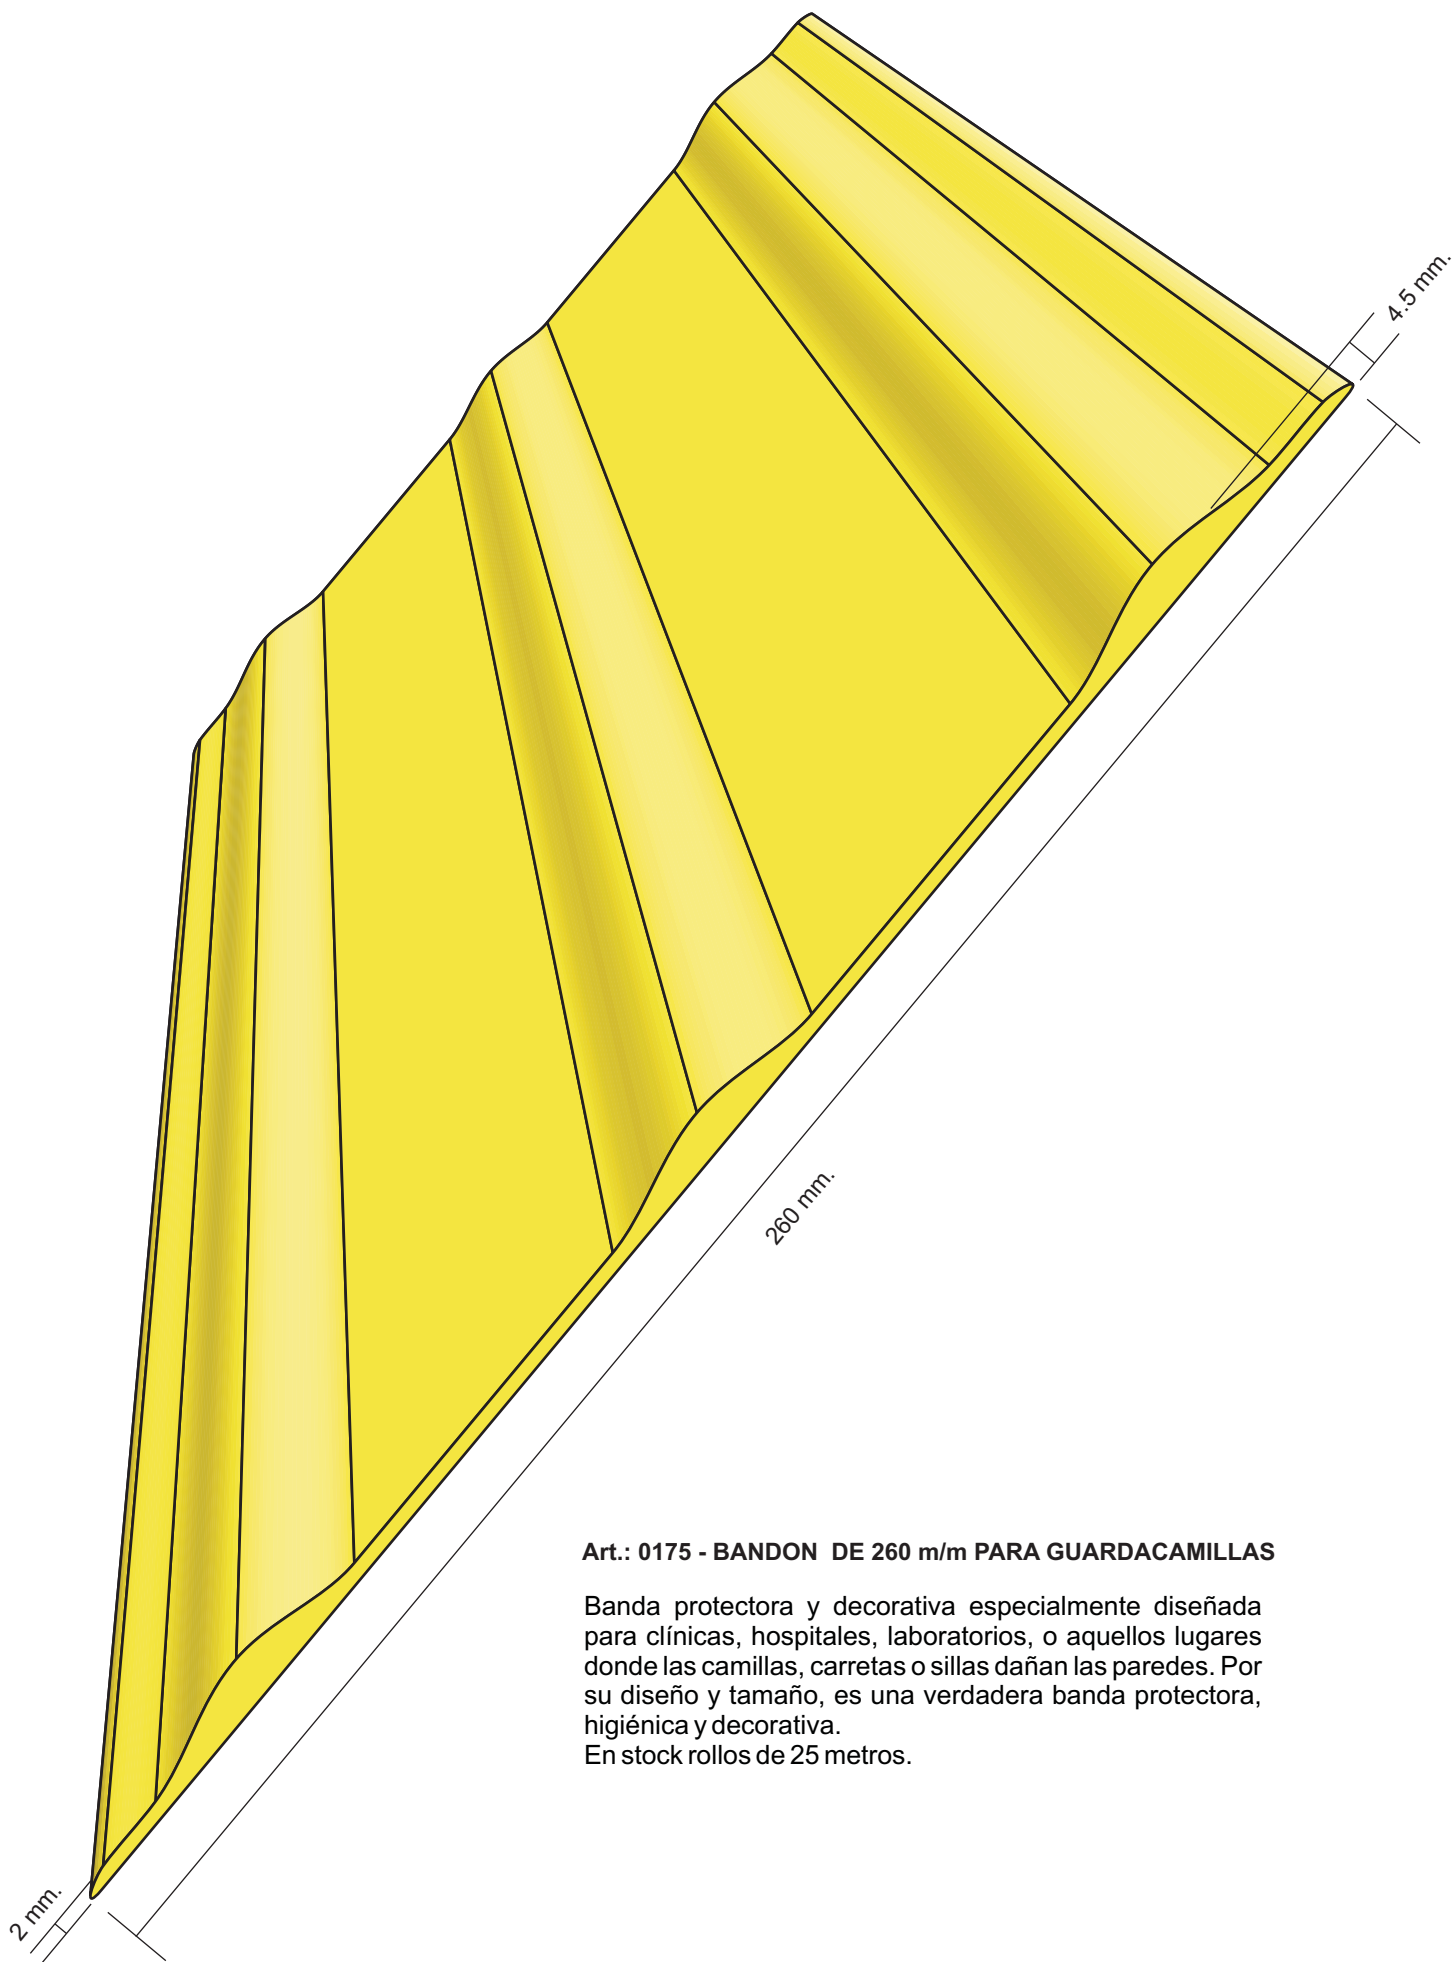 4.5 mm.
260 mm.
Art.: 0175 - BANDON DE 260 m/m PARA GUARDACAMILLAS
Banda protectora y decorativa especialmente diseñada
para clínicas, hospitales, laboratorios, o aquellos lugares
donde las camillas, carretas o sillas dañan las paredes. Por
su diseño y tamaño, es una verdadera banda protectora,
higiénica y decorativa.
En stock rollos de 25 metros.
2 mm.